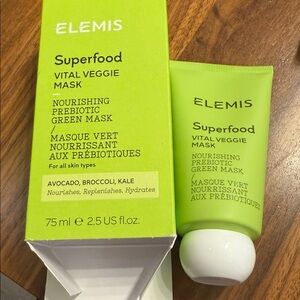 ELEMIS
Superfood
VITAL VEGGIE
MASK
NOURISHING
PREBIOTIC
GREEN MASK
/
MASQUE VERT
NOURRISSANT
AUX PRÉBIOTIQUES
For all skin types
AVOCADO, BROCCOLI, KALE
Nourishes, Replenishes, Hydrates
75 ml ℮ 2.5 US fl.oz.
ELEMIS
Superfood
VITAL VEGGIE
MASK
NOURISHING
PREBIOTIC
GREEN MASK
/
MASQUE VERT
NOURRISSANT
AUX PRÉBIOTIQUES